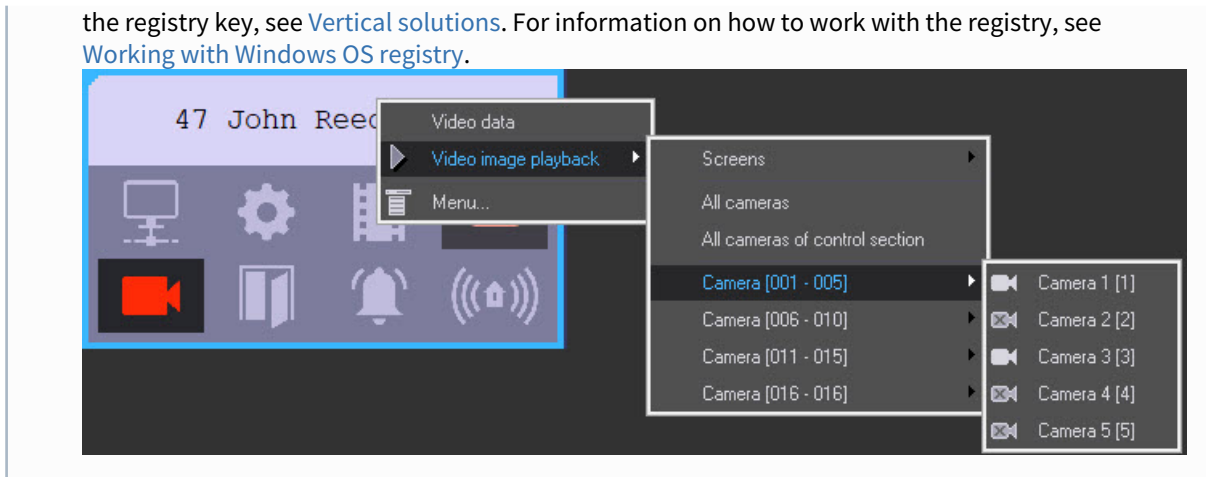 the registry key, see Vertical solutions. For information on how to work with the registry, see
Working with Windows OS registry.
47 John Reed
Video data
Video image playback
Menu...
Screens
All cameras
All cameras of control section
Camera [001 - 005]
Camera [006 - 010]
Camera [011 - 015]
Camera [016 - 016]
Camera 1 [1]
Camera 2 [2]
Camera 3 [3]
Camera 4 [4]
Camera 5 [5]